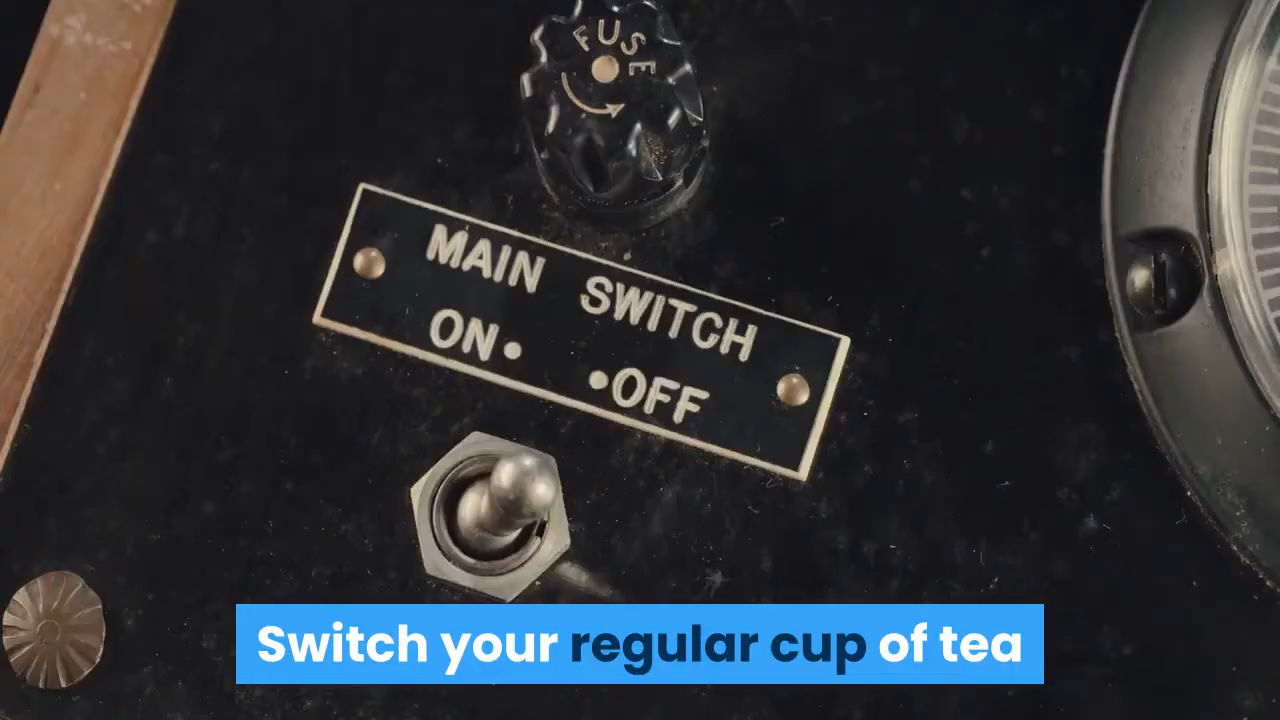 FUSE
MAIN SWITCH
ON• •OFF
Switch your regular cup of tea